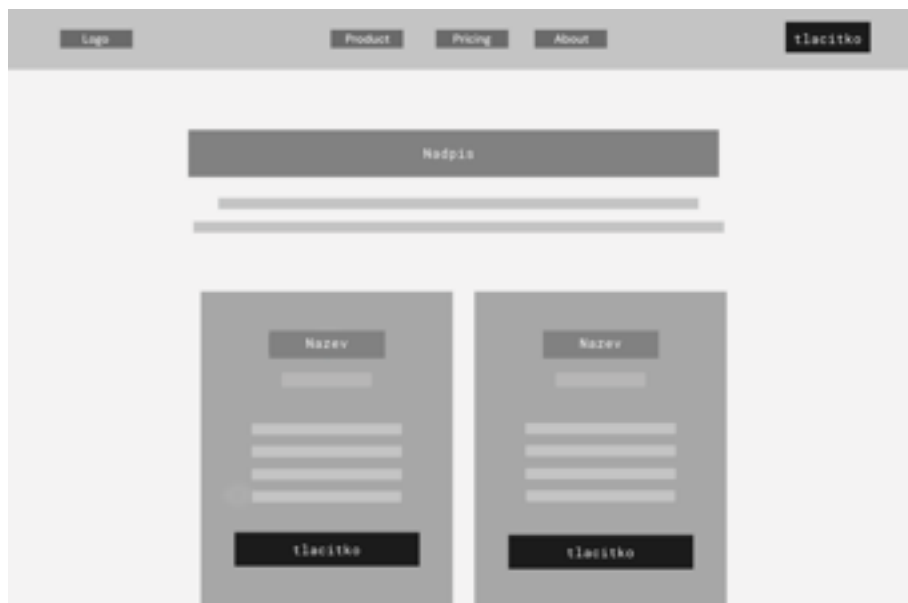 Logo Product Pricing About tlacitko
Nadpis
Nazev Nazev
tlacitko tlacitko